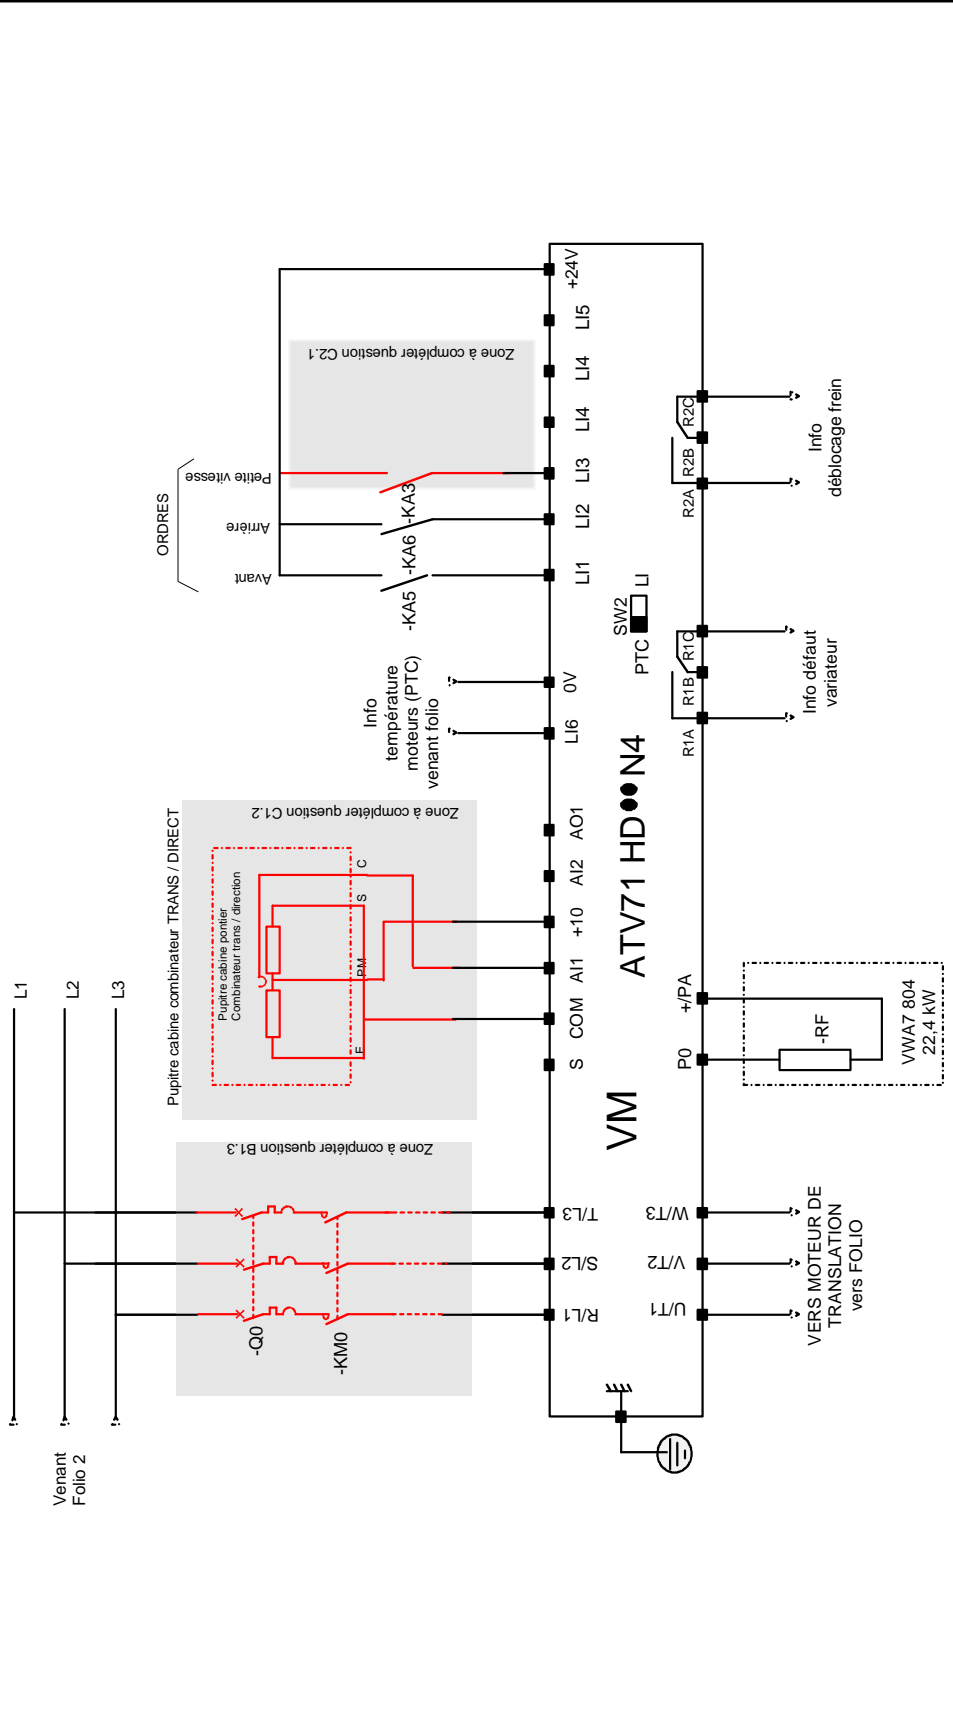 Venant
Folio 2
L1
L2
L3
Zone à compléter question B1.3
-Q0
-KM0
Pupitre cabine combinateur TRANS / DIRECT
Zone à compléter question C1.2
Pupitre cabine pontier
Combinateur trans / direction
F
PM
S
C
Info
température
moteurs (PTC)
venant folio
ORDRES
Avant
Arrière
Petite vitesse
-KA5
-KA6
-KA3
Zone à compléter question C2.1
R/L1
S/L2
T/L3
S
COM
AI1
+10
AI2
AO1
LI6
0V
LI1
LI2
LI3
LI4
LI4
LI5
+24V
VM
ATV71 HD●●N4
SW2
PTC
LI
U/T1
V/T2
W/T3
P0
+/PA
R1A
R1B
R1C
R2A
R2B
R2C
VERS MOTEUR DE
TRANSLATION
vers FOLIO
-RF
VWA7 804
22,4 kW
Info défaut
variateur
Info
déblocage frein